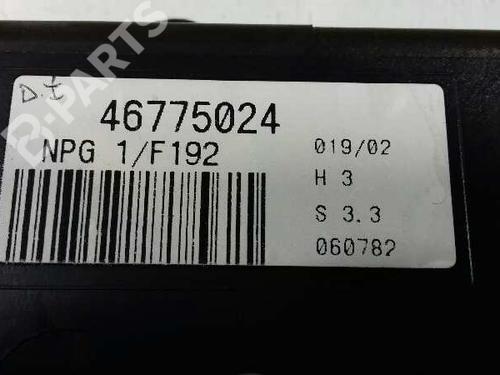 B-PARTS
D.I
46775024
NPG 1/F192
019/02
H 3
S 3.3
060782